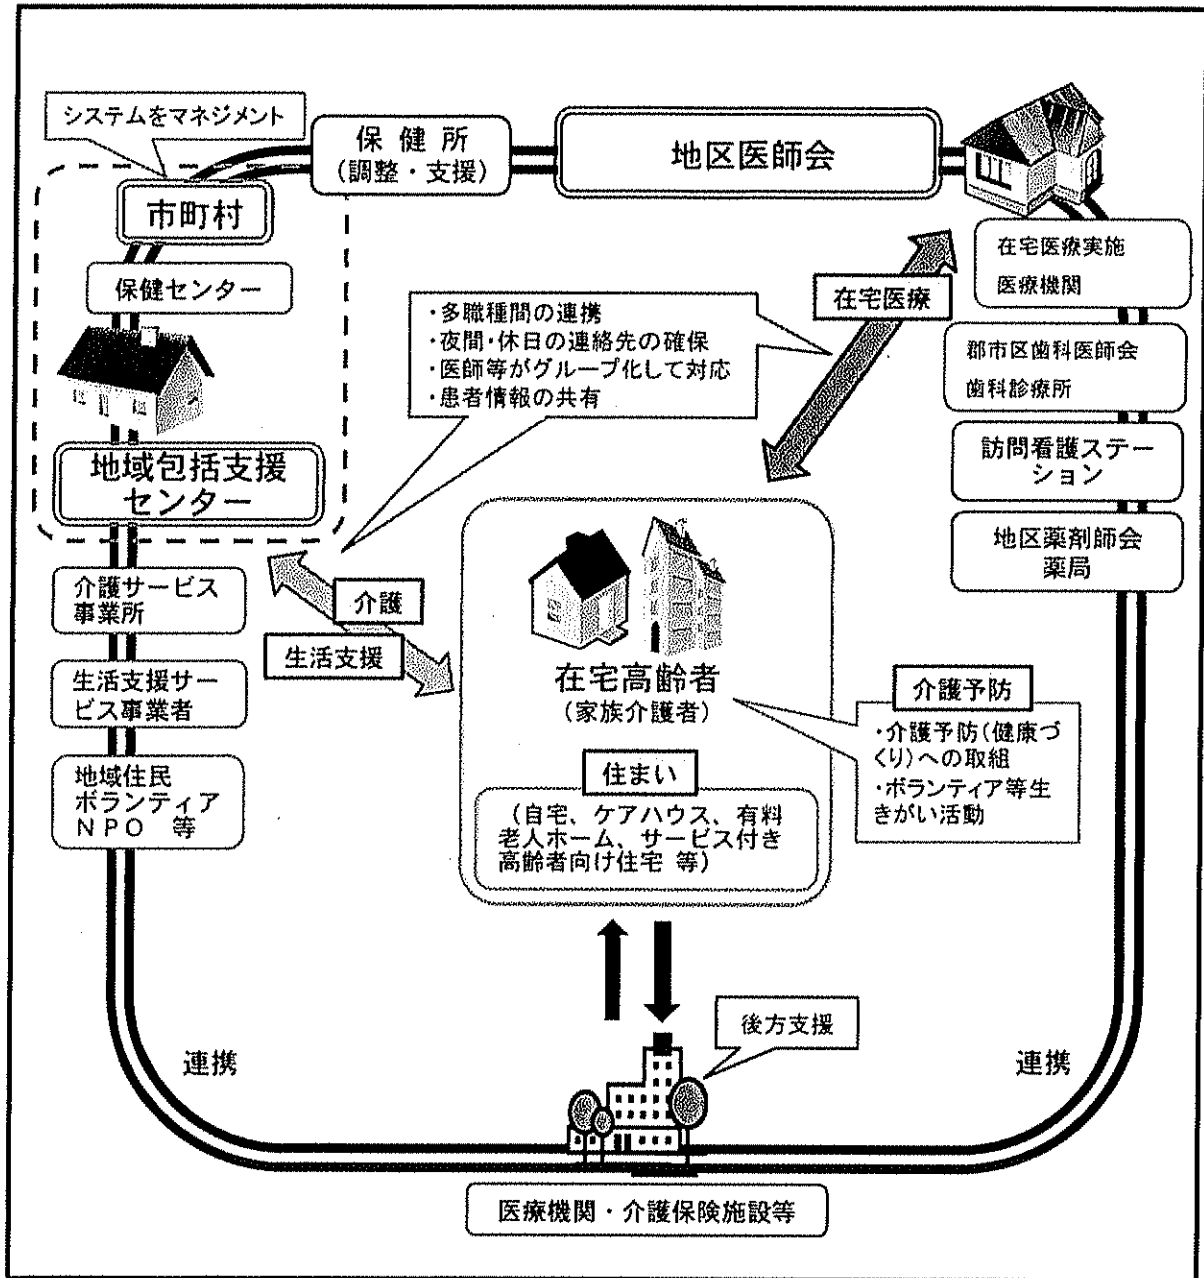 システムをマネジメント
保健所
(調整・支援)
地区医師会
市町村
保健センター
地域包括支援
センター
・多職種間の連携
・夜間・休日の連絡先の確保
・医師等がグループ化して対応
・患者情報の共有
在宅医療
在宅医療実施
医療機関
郡市区歯科医師会
歯科診療所
訪問看護ステー
ション
地区薬剤師会
薬局
介護サービス
事業所
生活支援サー
ビス事業者
地域住民
ボランティア
NPO 等
介護
生活支援
在宅高齢者
(家族介護者)
住まい
(自宅、ケアハウス、有料
老人ホーム、サービス付き
高齢者向け住宅 等)
介護予防
・介護予防(健康づ
くり)への取組
・ボランティア等生
きがい活動
後方支援
連携
連携
医療機関・介護保険施設等